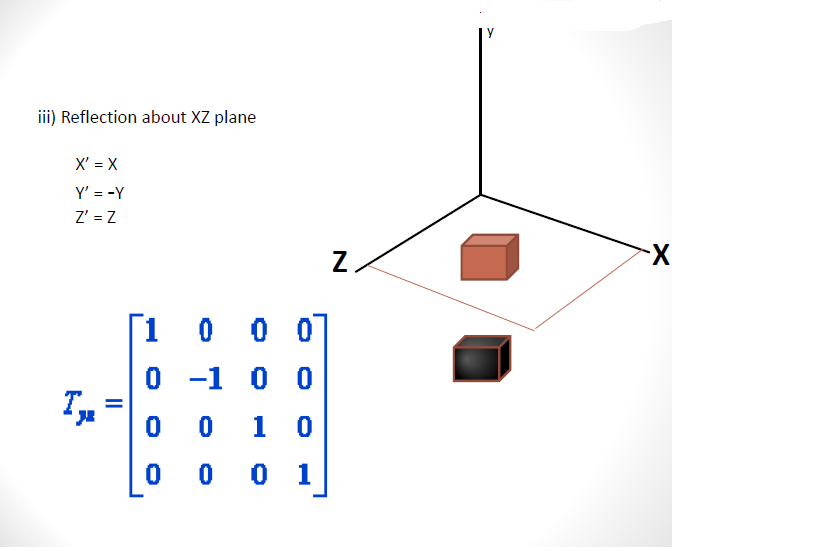 y
iii) Reflection about XZ plane
X’ = X
Y’ = -Y
Z’ = Z
Z
X
1 0 0 0
0 -1 0 0
T_yz =
0 0 1 0
0 0 0 1